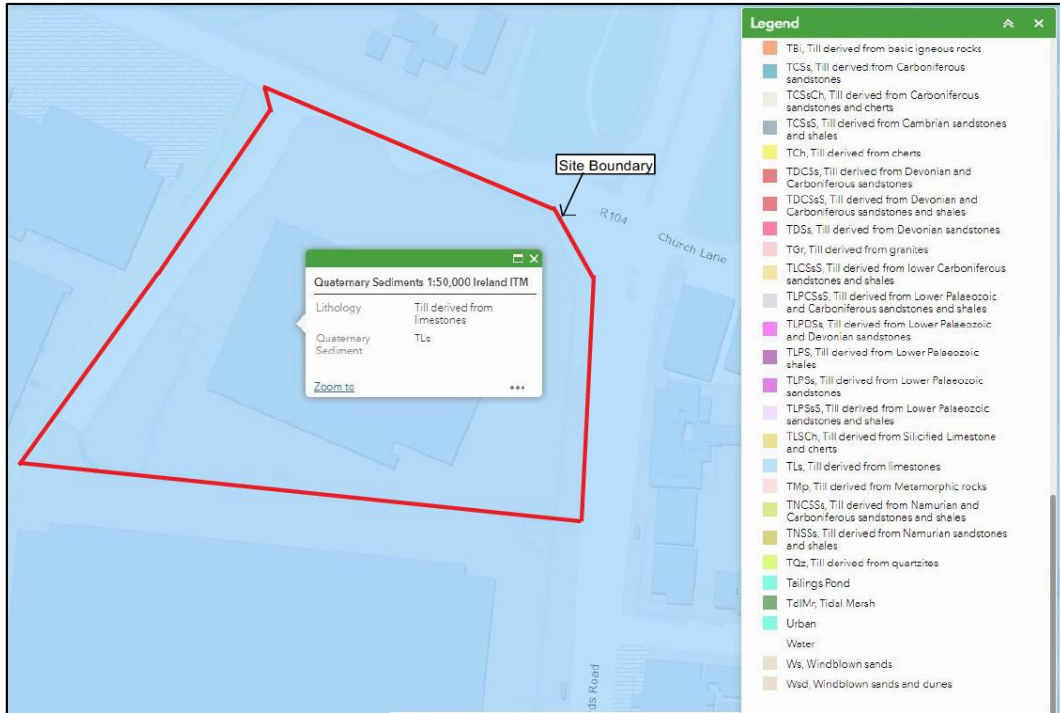 Site Boundary
R104
Church Lane
Quaternary Sediments 1:50,000 Ireland ITM
Lithology Till derived from
limestones
Quaternary TLs
Sediment
Zoom to
rds Road
Legend
TBi, Till derived from basic igneous rocks
TCSs, Till derived from Carboniferous
sandstones
TCSsCh, Till derived from Carboniferous
sandstones and cherts
TCSsS, Till derived from Cambrian sandstones
and shales
TCh, Till derived from cherts
TDCSs, Till derived from Devonian and
Carboniferous sandstones
TDCSsS, Till derived from Devonian and
Carboniferous sandstones and shales
TDSs, Till derived from Devonian sandstones
TGr, Till derived from granites
TLCSsS, Till derived from lower Carboniferous
sandstones and shales
TLPCSsS, Till derived from Lower Palaeozoic
and Carboniferous sandstones and shales
TLPDSs, Till derived from Lower Palaeozoic
and Devonian sandstones
TLPS, Till derived from Lower Palaeozoic
shales
TLPSs, Till derived from Lower Palaeozoic
sandstones
TLPSsS, Till derived from Lower Palaeozoic
sandstones and shales
TLSCh, Till derived from Silicified Limestone
and cherts
TLs, Till derived from limestones
TMp, Till derived from Metamorphic rocks
TNCSSs, Till derived from Namurian and
Carboniferous sandstones and shales
TNSSs, Till derived from Namurian sandstones
and shales
TQz, Till derived from quartzites
Tailings Pond
TdlMr, Tidal Marsh
Urban
Water
Ws, Windblown sands
Wsd, Windblown sands and dunes